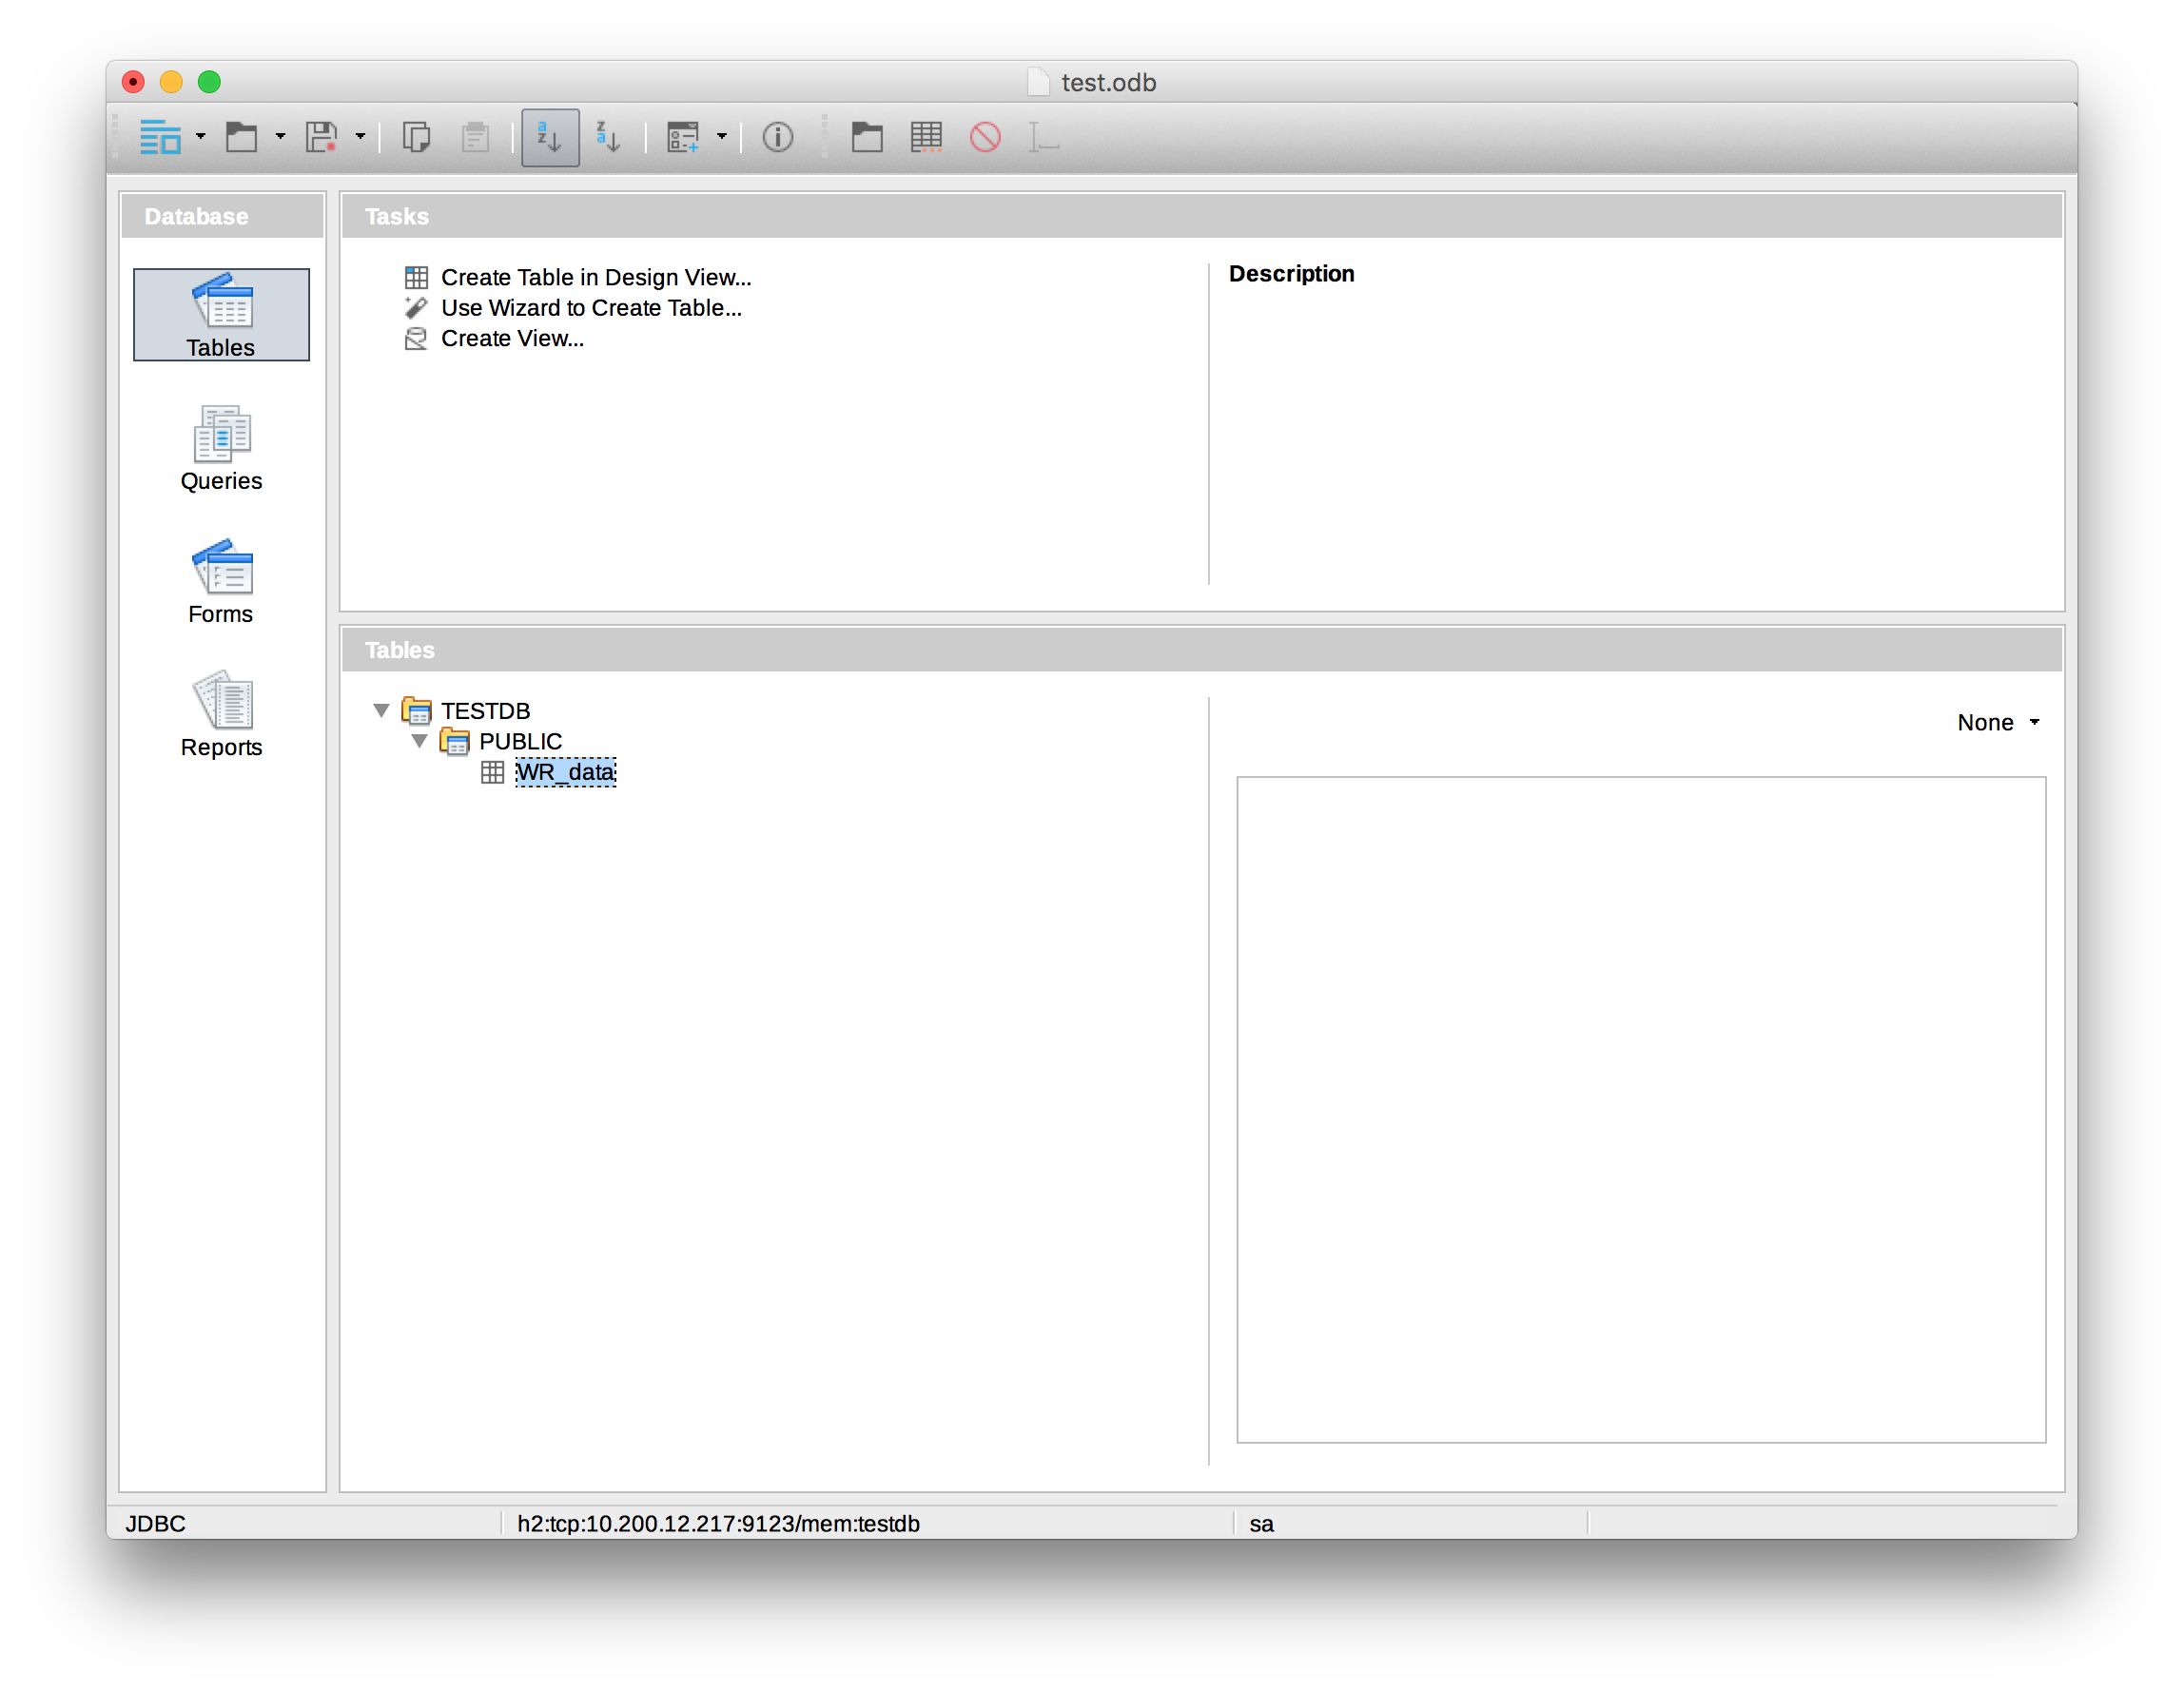 test.odb
Database
Tables
Queries
Forms
Reports
Tasks
Create Table in Design View...
Use Wizard to Create Table...
Create View...
Description
Tables
TESTDB
PUBLIC
WR_data
None
JDBC
h2:tcp:10.200.12.217:9123/mem:testdb
sa